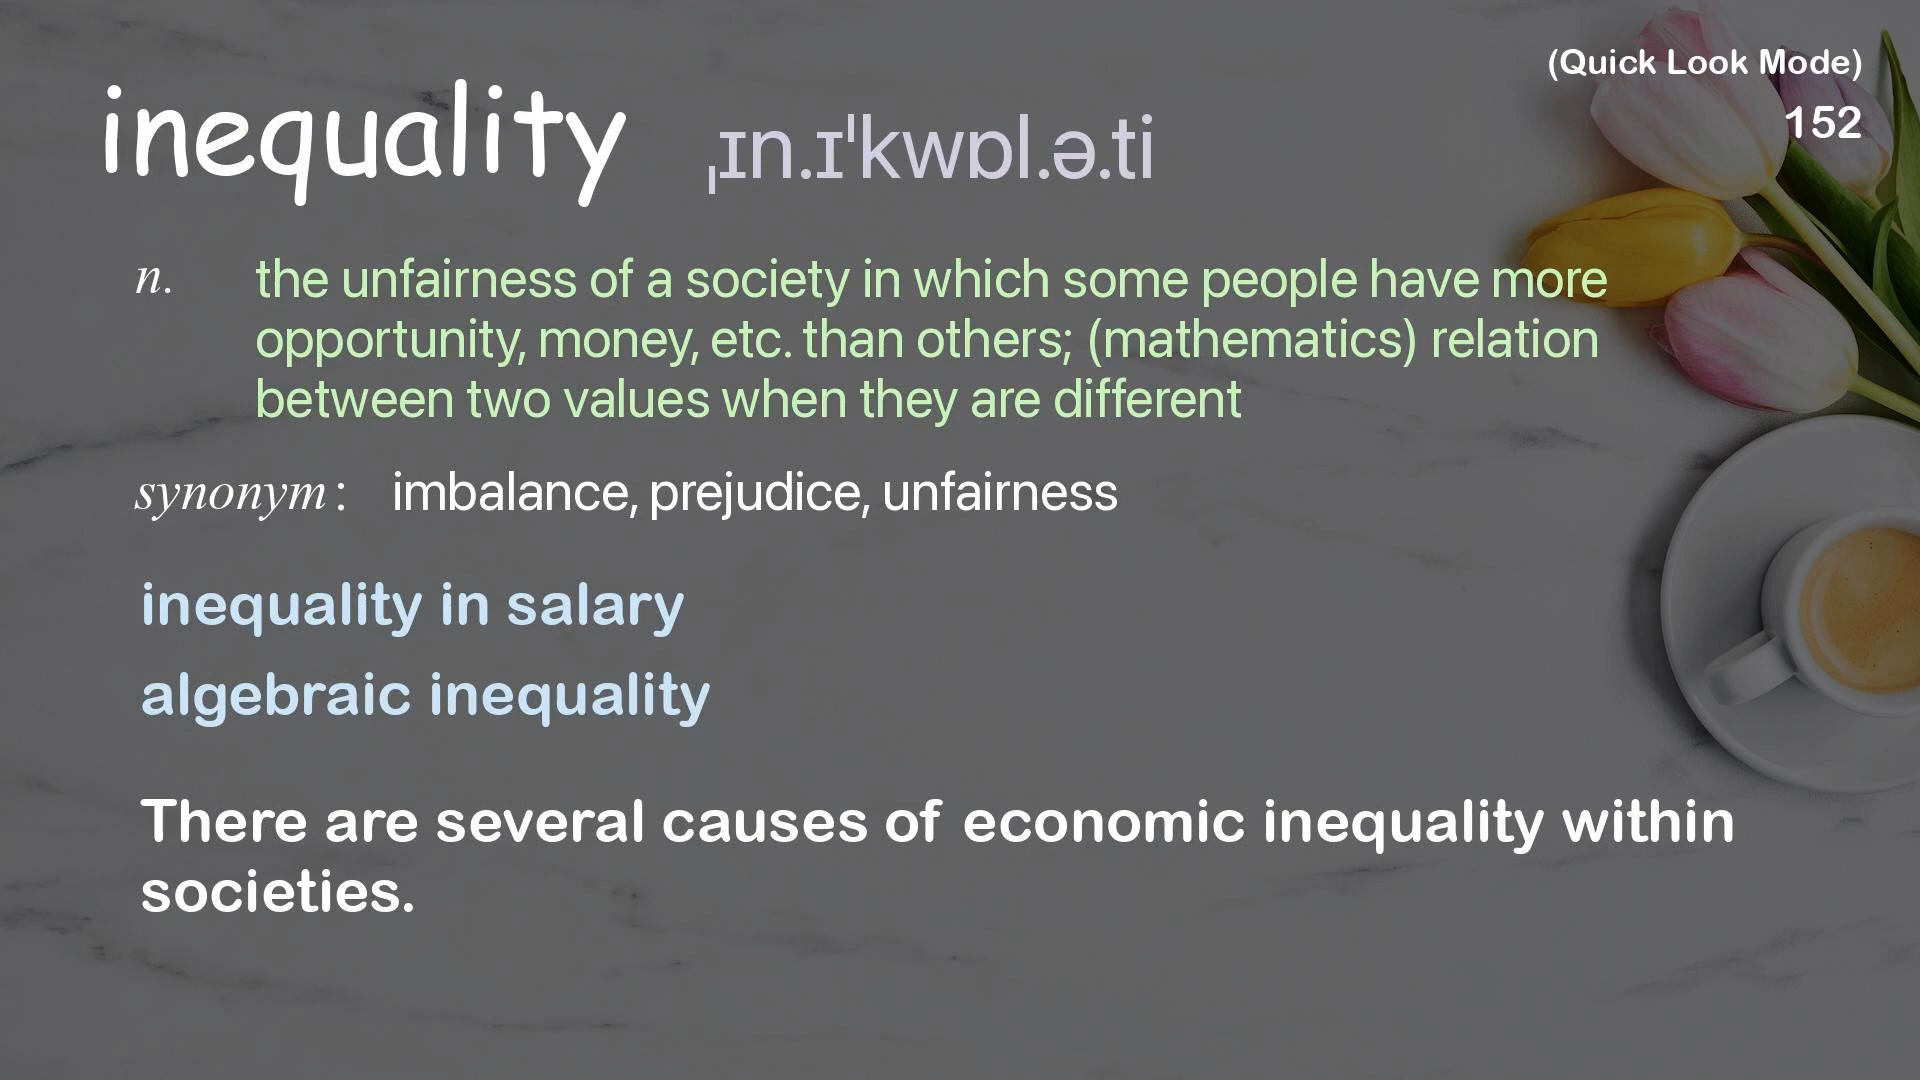 (Quick Look Mode)
152
inequality ˌɪn.ɪˈkwɒl.ə.ti
n. the unfairness of a society in which some people have more
opportunity, money, etc. than others; (mathematics) relation
between two values when they are different
synonym : imbalance, prejudice, unfairness
inequality in salary
algebraic inequality
There are several causes of economic inequality within
societies.